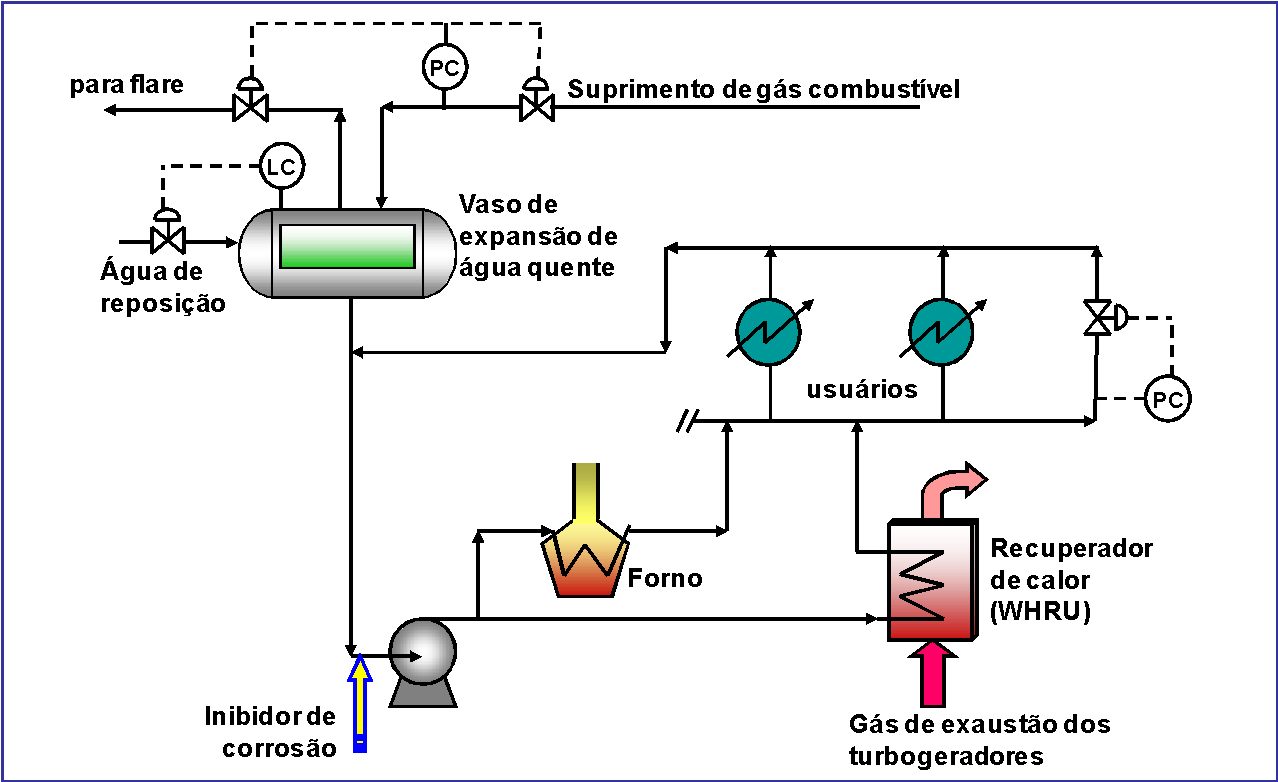 para flare
PC
Suprimento de gás combustível
LC
Vaso de
expansão de
água quente
Água de
reposição
usuários
PC
Forno
Recuperador
de calor
(WHRU)
Inibidor de
corrosão
Gás de exaustão dos
turbogeradores